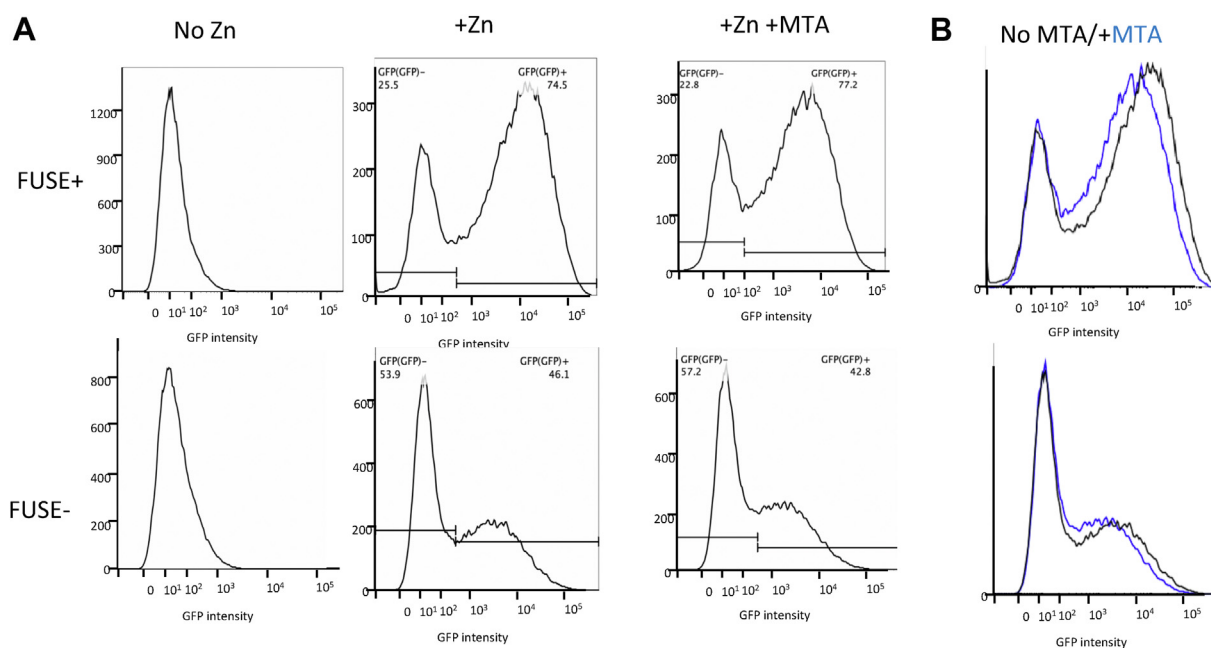 A
No Zn
+Zn
+Zn +MTA
B
No MTA/+MTA
FUSE+
1200
900
600
300
0
0 10¹ 10² 10³ 10⁴ 10⁵
GFP intensity
GFP(GFP)-
25.5
GFP(GFP)+
74.5
300
200
100
0
0 10¹ 10² 10³ 10⁴ 10⁵
GFP intensity
GFP(GFP)-
22.8
GFP(GFP)+
77.2
300
200
100
0
0 10¹ 10² 10³ 10⁴ 10⁵
GFP intensity
0
0 10¹ 10² 10³ 10⁴ 10⁵
GFP intensity
FUSE-
800
600
400
200
0
0 10¹ 10² 10³ 10⁴ 10⁵
GFP intensity
GFP(GFP)-
53.9
GFP(GFP)+
46.1
600
400
200
0
0 10¹ 10² 10³ 10⁴ 10⁵
GFP intensity
GFP(GFP)-
57.2
GFP(GFP)+
42.8
600
400
200
0
0 10¹ 10² 10³ 10⁴ 10⁵
GFP intensity
0
0 10¹ 10² 10³ 10⁴ 10⁵
GFP intensity